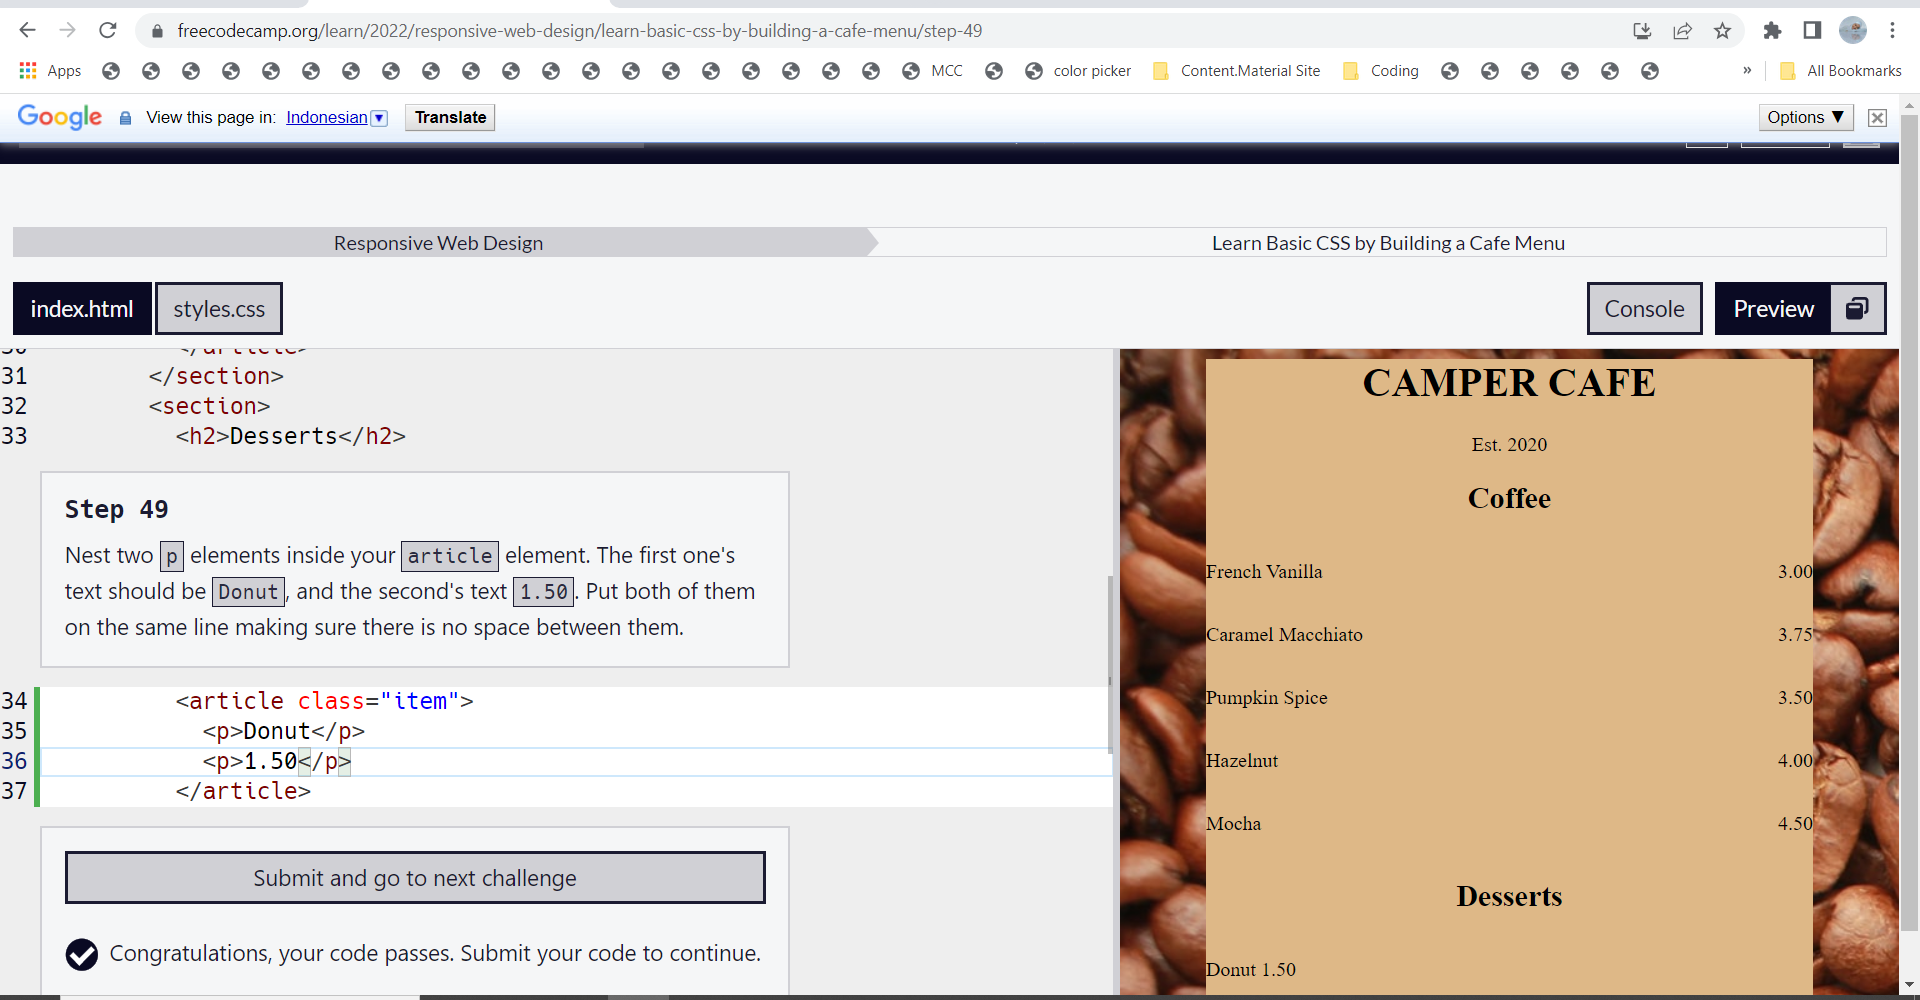 freecodecamp.org/learn/2022/responsive-web-design/learn-basic-css-by-building-a-cafe-menu/step-49
Apps MCC color picker Content.Material Site Coding » All Bookmarks
Google View this page in: Indonesian Translate Options ▼
Responsive Web Design Learn Basic CSS by Building a Cafe Menu
index.html styles.css Console Preview
30 </article>
31 </section>
32 <section>
33 <h2>Desserts</h2>
Step 49
Nest two p elements inside your article element. The first one's
text should be Donut, and the second's text 1.50. Put both of them
on the same line making sure there is no space between them.
34 <article class="item">
35 <p>Donut</p>
36 <p>1.50</p>
37 </article>
Submit and go to next challenge
Congratulations, your code passes. Submit your code to continue.
CAMPER CAFE
Est. 2020
Coffee
French Vanilla 3.00
Caramel Macchiato 3.75
Pumpkin Spice 3.50
Hazelnut 4.00
Mocha 4.50
Desserts
Donut 1.50